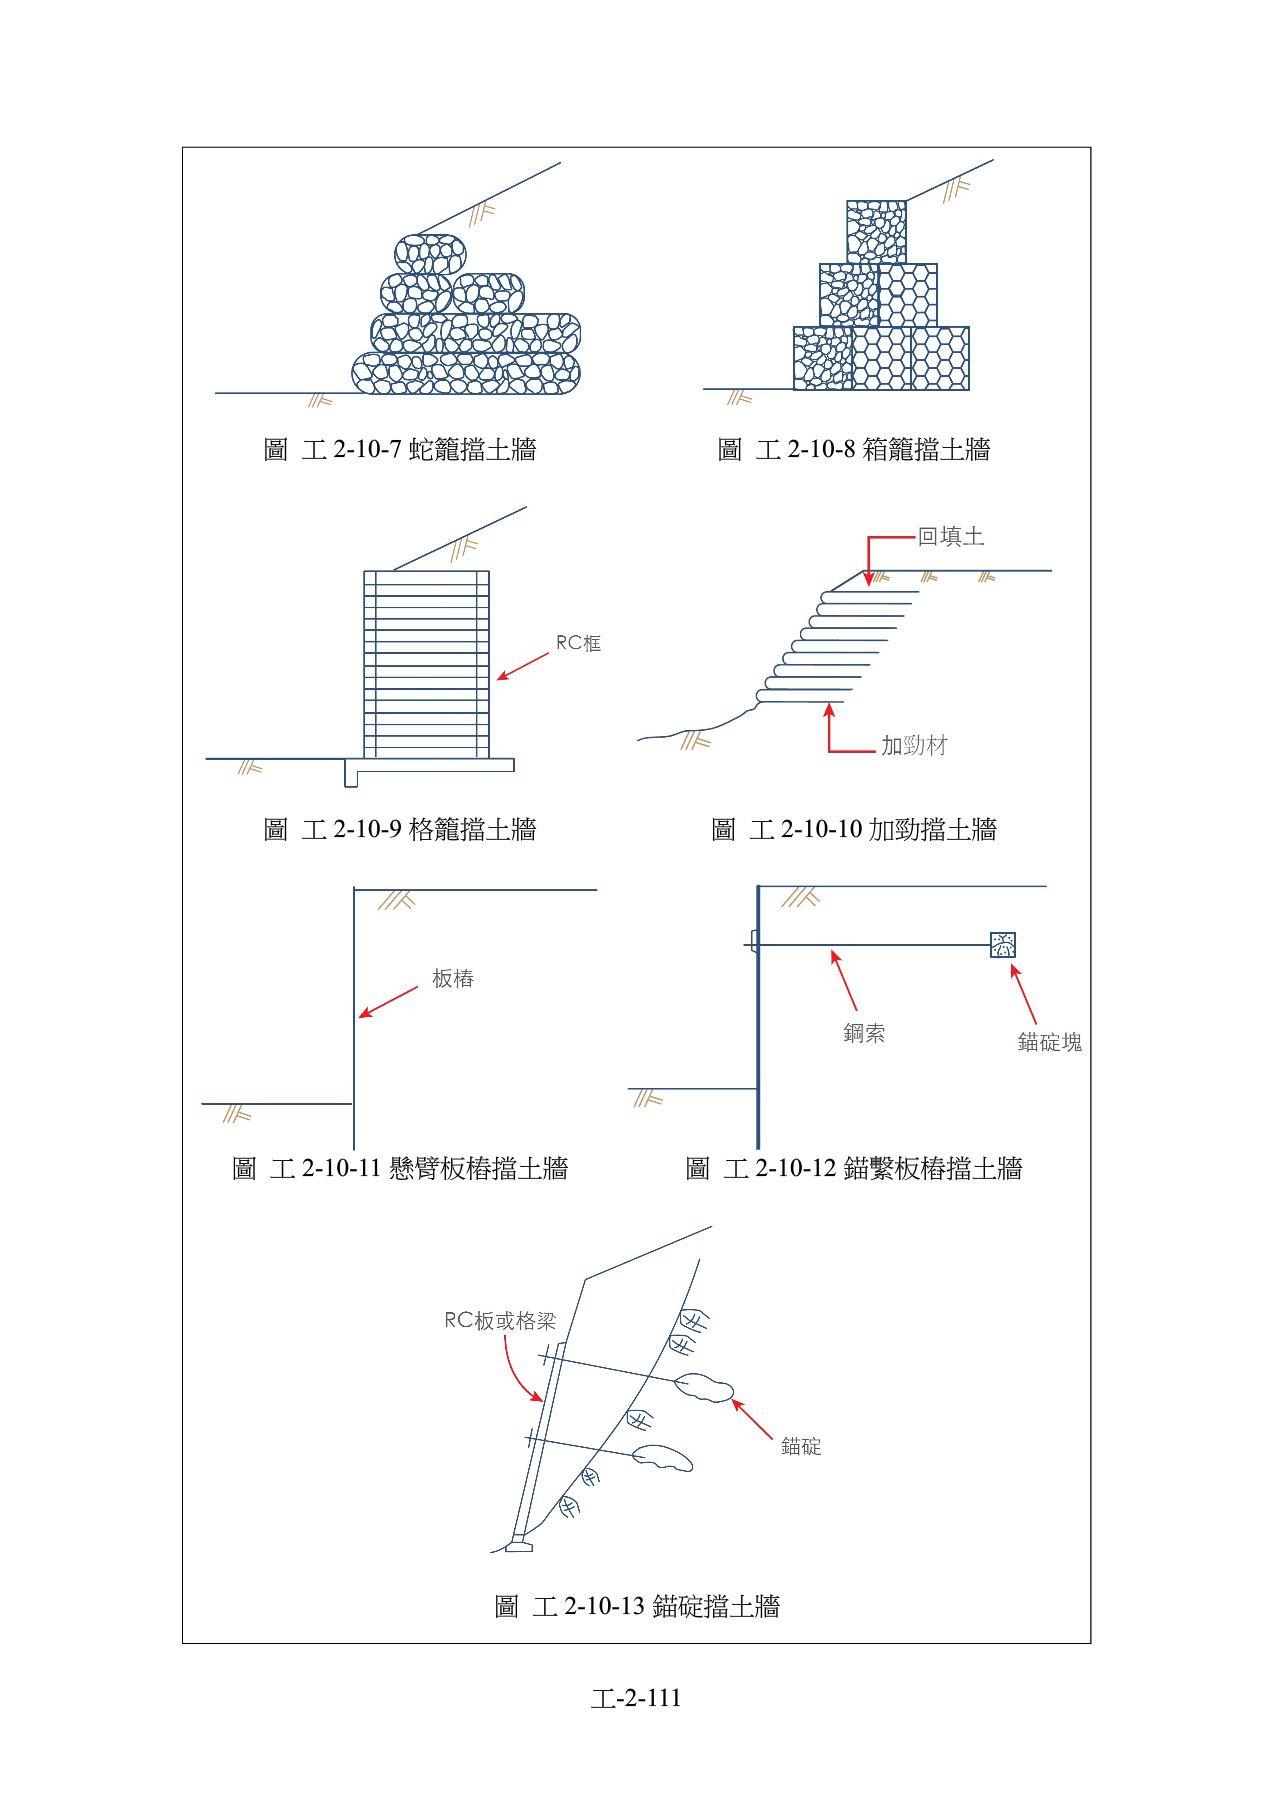 圖 工 2-10-7 蛇籠擋土牆
圖 工 2-10-8 箱籠擋土牆
RC框
圖 工 2-10-9 格籠擋土牆
回填土
加勁材
圖 工 2-10-10 加勁擋土牆
板樁
圖 工 2-10-11 懸臂板樁擋土牆
鋼索
錨碇塊
圖 工 2-10-12 錨繫板樁擋土牆
RC板或格梁
錨碇
圖 工 2-10-13 錨碇擋土牆
工-2-111